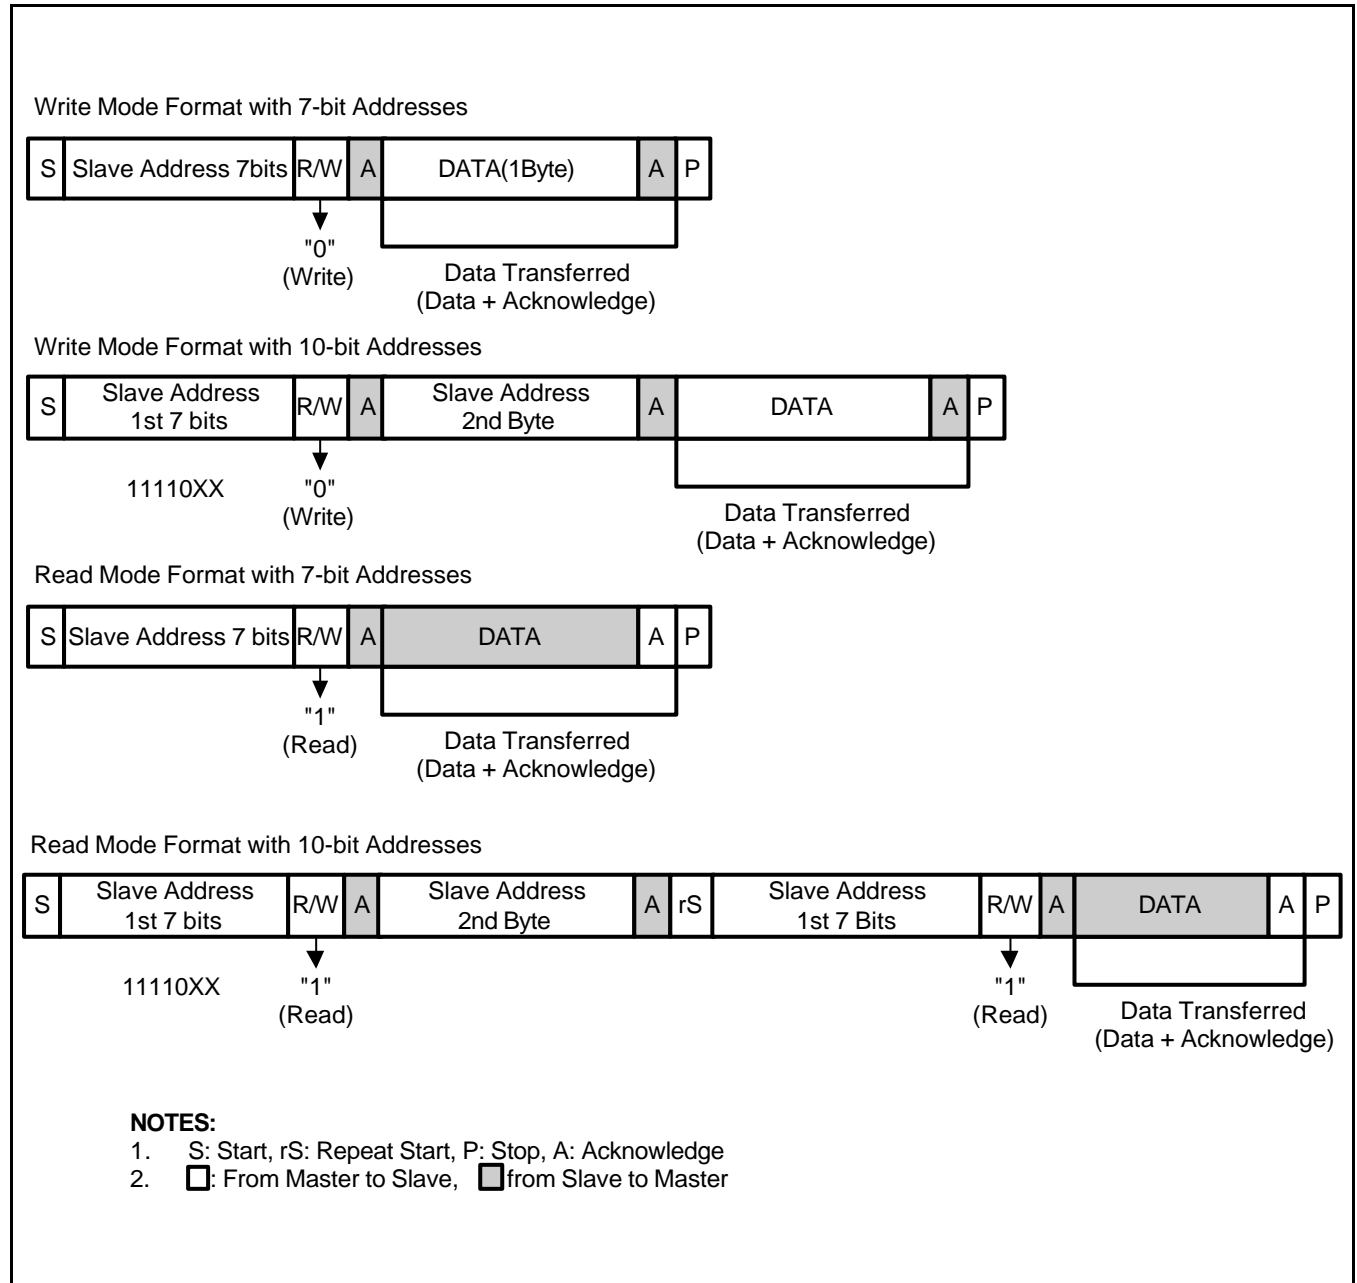 Write Mode Format with 7-bit Addresses
S Slave Address 7bits R/W A DATA(1Byte) A P
"0"
(Write)
Data Transferred
(Data + Acknowledge)
Write Mode Format with 10-bit Addresses
S Slave Address
1st 7 bits R/W A Slave Address
2nd Byte A DATA A P
11110XX "0"
(Write)
Data Transferred
(Data + Acknowledge)
Read Mode Format with 7-bit Addresses
S Slave Address 7 bits R/W A DATA A P
"1"
(Read)
Data Transferred
(Data + Acknowledge)
Read Mode Format with 10-bit Addresses
S Slave Address
1st 7 bits R/W A Slave Address
2nd Byte A rS Slave Address
1st 7 Bits R/W A DATA A P
11110XX "1"
(Read)
"1"
(Read)
Data Transferred
(Data + Acknowledge)
NOTES:
1. S: Start, rS: Repeat Start, P: Stop, A: Acknowledge
2. : From Master to Slave, from Slave to Master